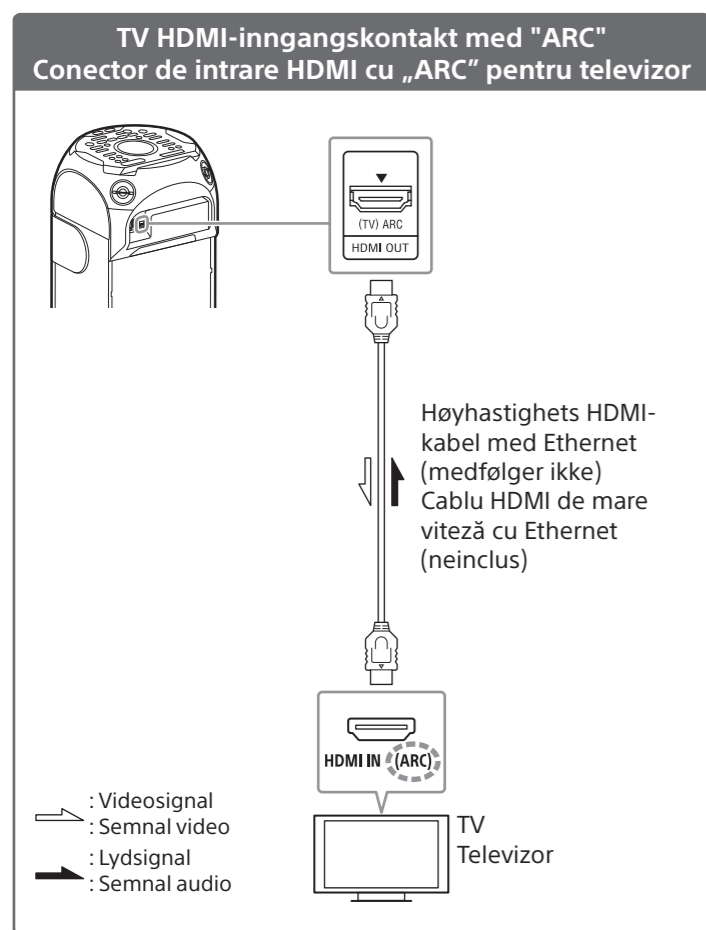 TV HDMI-inngangskontakt med "ARC"
Conector de intrare HDMI cu „ARC” pentru televizor
(TV) ARC
HDMI OUT
Høyhastighets HDMI-
kabel med Ethernet
(medfølger ikke)
Cablu HDMI de mare
viteză cu Ethernet
(neinclus)
HDMI IN (ARC)
: Videosignal
: Semnal video
: Lydsignal
: Semnal audio
TV
Televizor